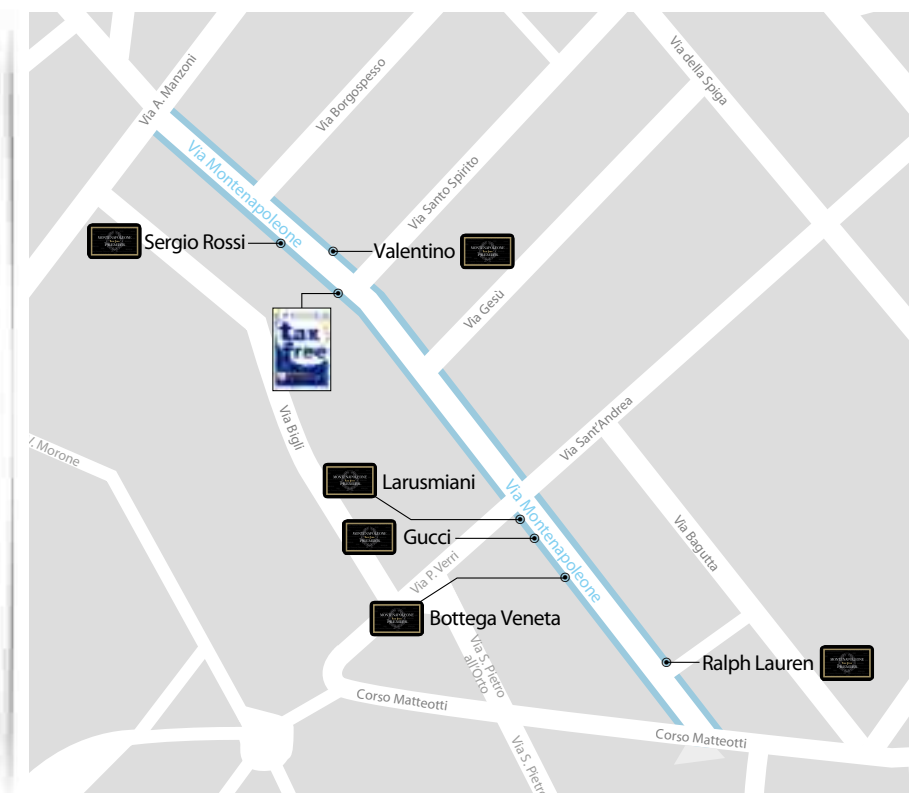 Via A. Manzoni
Via Borgospesso
Via della Spiga
Via Montenapoleone
Via Santo Spirito
Sergio Rossi
Valentino
Via Gesù
tax
free
Via Bigli
Via Sant'Andrea
V. Morone
MONTENAPOLEONE
PREMIER
Larusmiani
Via Montenapoleone
Gucci
Via Bagutta
Via P. Verri
Bottega Veneta
Via S. Pietro
all'Orto
Ralph Lauren
Corso Matteotti
Corso Matteotti
Via S. Pietro